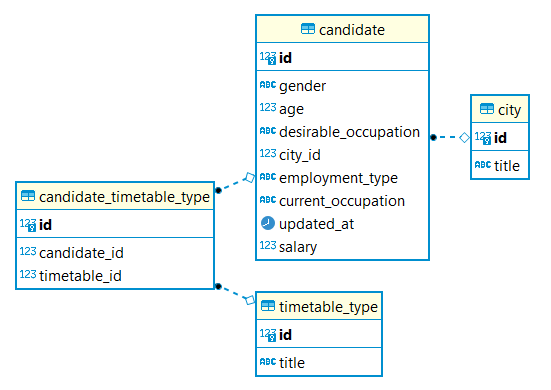 candidate
123 id
ABC gender
123 age
ABC desirable_occupation
123 city_id
ABC employment_type
ABC current_occupation
updated_at
123 salary
city
123 id
ABC title
candidate_timetable_type
123 id
123 candidate_id
123 timetable_id
timetable_type
123 id
ABC title